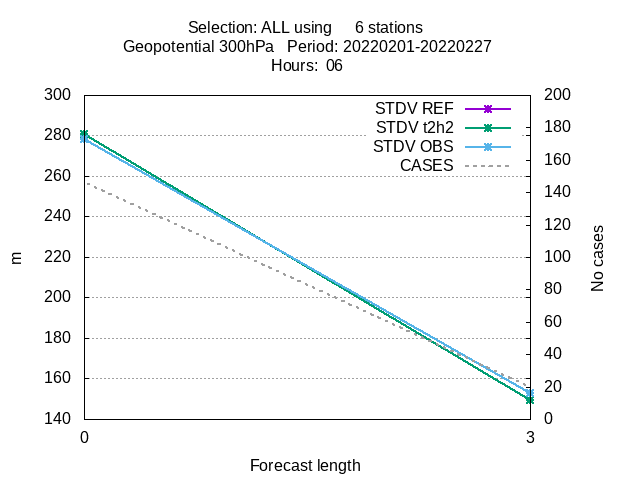 Selection: ALL using     6 stations
Geopotential 300hPa   Period: 20220201-20220227
Hours:  06
300
280
260
240
220
200
180
160
140
m
STDV REF
STDV t2h2
STDV OBS
CASES
200
180
160
140
120
100
80
60
40
20
0
No cases
0
3
Forecast length